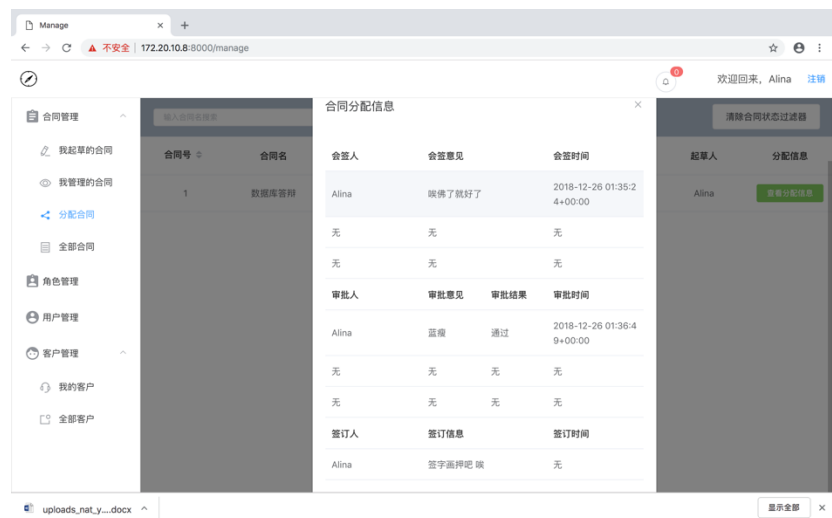 Manage
不安全 172.20.10.8:8000/manage
0
欢迎回来，Alina 注销
合同管理
我起草的合同
我管理的合同
分配合同
全部合同
角色管理
用户管理
客户管理
我的客户
全部客户
输入合同名搜索
清除合同状态过滤器
合同号 合同名 起草人 分配信息
1 数据库答辩 Alina 查看分配信息
合同分配信息
会签人 会签意见 会签时间
Alina 唉佛了就好了 2018-12-26 01:35:2
4+00:00
无 无 无
无 无 无
审批人 审批意见 审批结果 审批时间
Alina 蓝瘦 通过 2018-12-26 01:36:4
9+00:00
无 无 无 无
无 无 无 无
签订人 签订信息 签订时间
Alina 签字画押吧 唉 无
uploads_nat_y....docx
显示全部